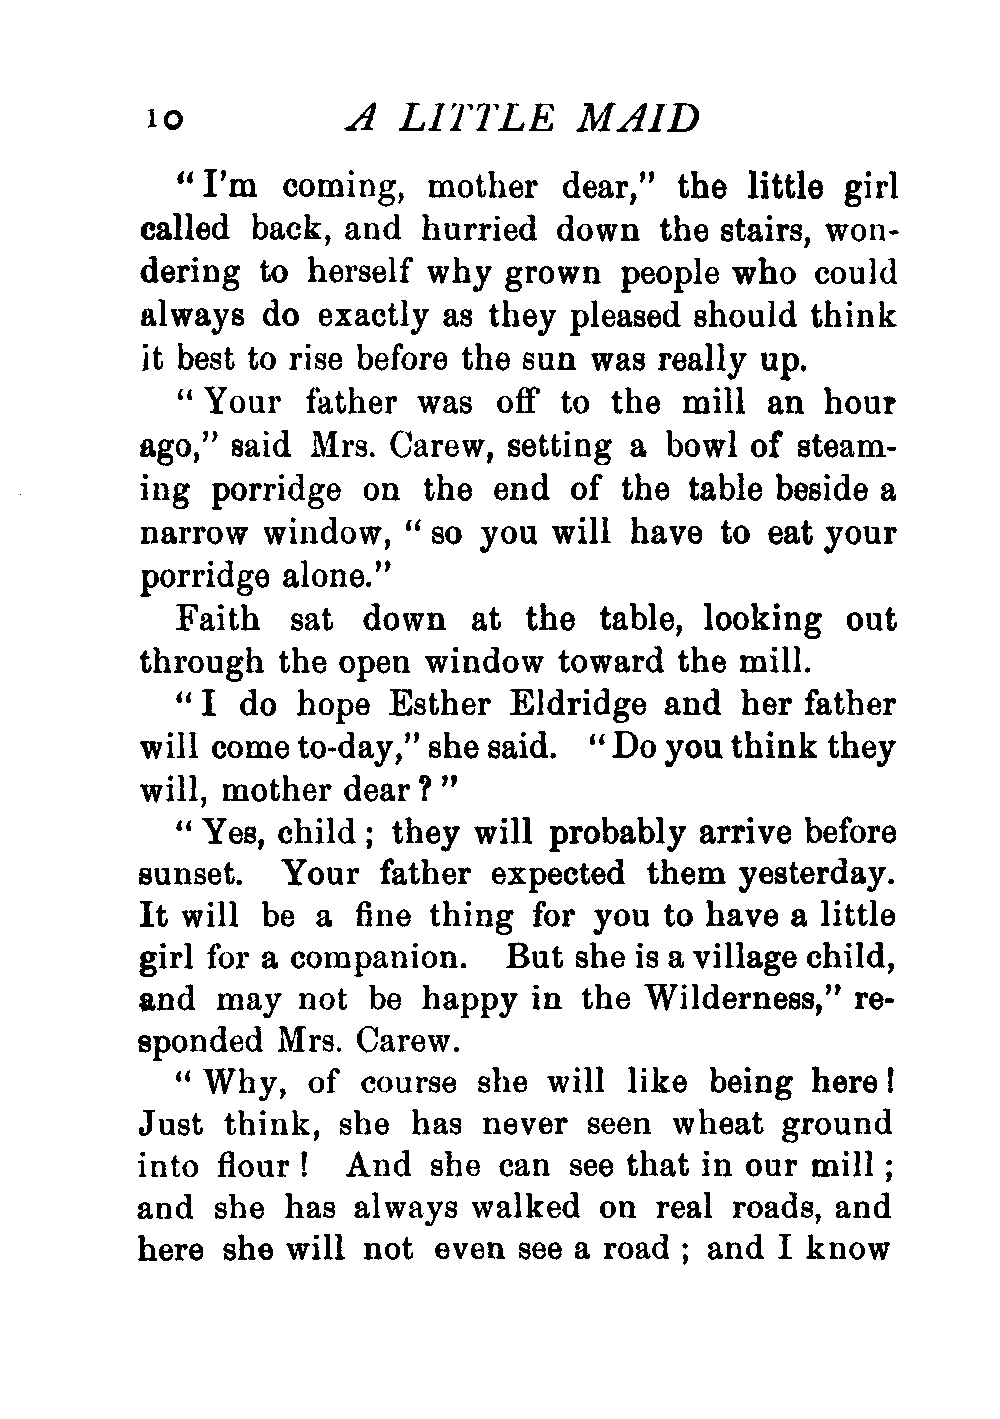 10 A LITTLE MAID
"I'm coming, mother dear," the little girl
called back, and hurried down the stairs, won-
dering to herself why grown people who could
always do exactly as they pleased should think
it best to rise before the sun was really up.
"Your father was off to the mill an hour
ago," said Mrs. Carew, setting a bowl of steam-
ing porridge on the end of the table beside a
narrow window, "so you will have to eat your
porridge alone."
Faith sat down at the table, looking out
through the open window toward the mill.
"I do hope Esther Eldridge and her father
will come to-day," she said. "Do you think they
will, mother dear?"
"Yes, child; they will probably arrive before
sunset. Your father expected them yesterday.
It will be a fine thing for you to have a little
girl for a companion. But she is a village child,
and may not be happy in the Wilderness," re-
sponded Mrs. Carew.
"Why, of course she will like being here!
Just think, she has never seen wheat ground
into flour! And she can see that in our mill;
and she has always walked on real roads, and
here she will not even see a road; and I know